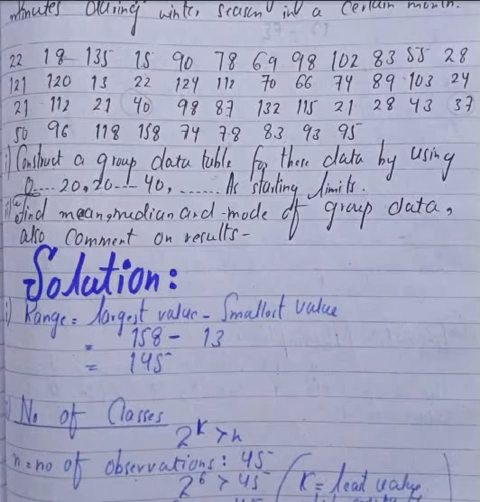 minutes during winter season in a certain month.
22 18 135 15 90 78 69 98 102 83 55 28
121 120 13 22 124 112 70 66 74 89 103 24
21 112 21 40 98 87 132 115 21 28 43 37
50 96 118 158 74 78 83 93 95
i) Construct a group data table for these data by using
0....20,20....40,...... As starting limits.
ii) find mean, median and mode of group data,
also comment on results-
Solution:
i) Range = largest value - Smallest value
= 158 - 13
= 145
No of Classes
2^K > n
n = no of observations: 45
2^6 > 45 (K = least value